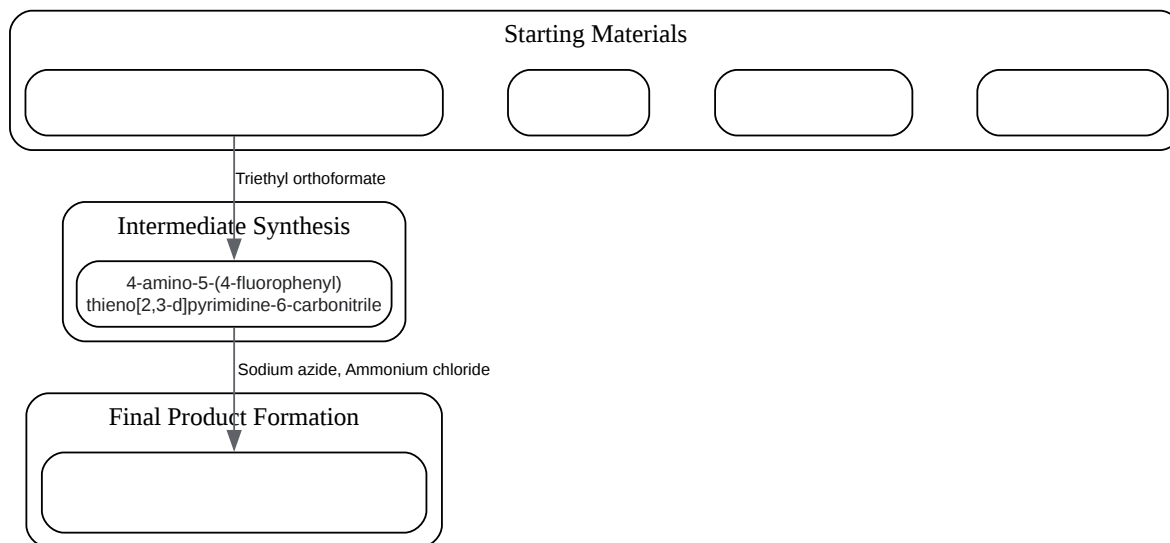 Starting Materials
Triethyl orthoformate
Intermediate Synthesis
4-amino-5-(4-fluorophenyl)
thieno[2,3-d]pyrimidine-6-carbonitrile
Sodium azide, Ammonium chloride
Final Product Formation